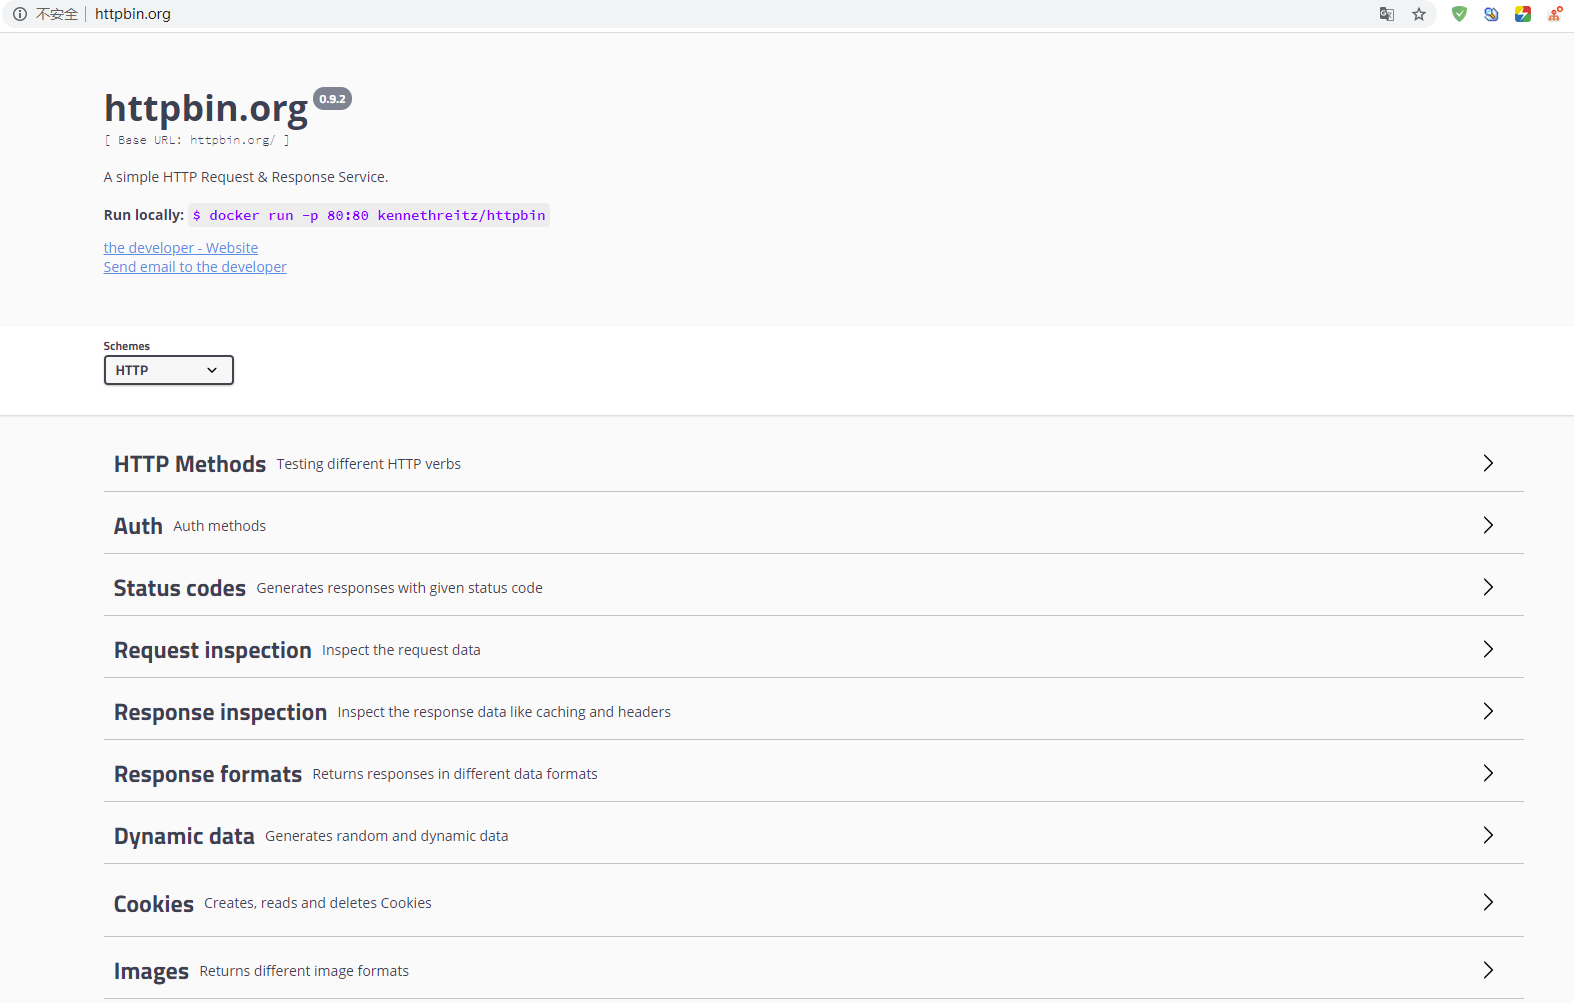 不安全 httpbin.org
httpbin.org 0.9.2
[ Base URL: httpbin.org/ ]
A simple HTTP Request & Response Service.
Run locally: $ docker run -p 80:80 kennethreitz/httpbin
the developer - Website
Send email to the developer
Schemes
HTTP
HTTP Methods Testing different HTTP verbs
Auth Auth methods
Status codes Generates responses with given status code
Request inspection Inspect the request data
Response inspection Inspect the response data like caching and headers
Response formats Returns responses in different data formats
Dynamic data Generates random and dynamic data
Cookies Creates, reads and deletes Cookies
Images Returns different image formats